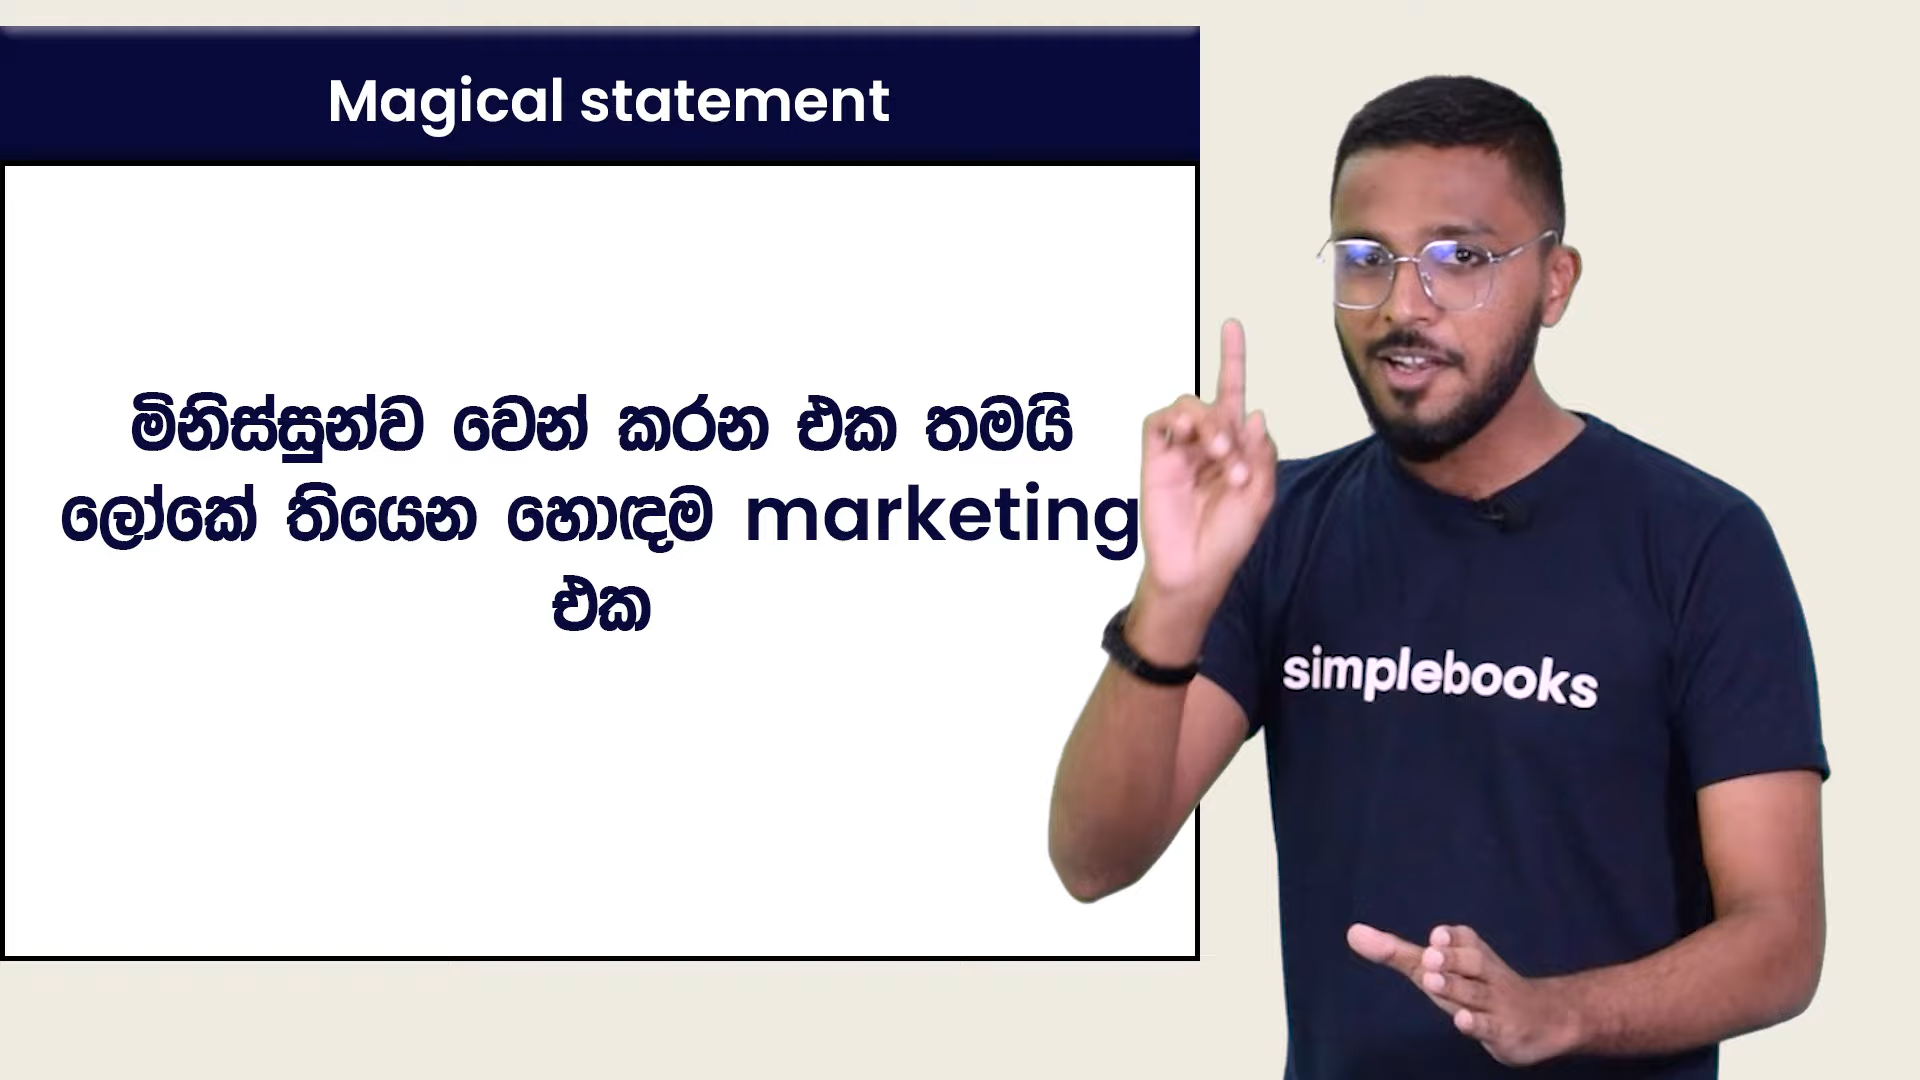 Magical statement
මිනිස්සුන්ව වෙන් කරන එක තමයි
ලෝකේ තියෙන හොඳම marketing
එක
simplebooks